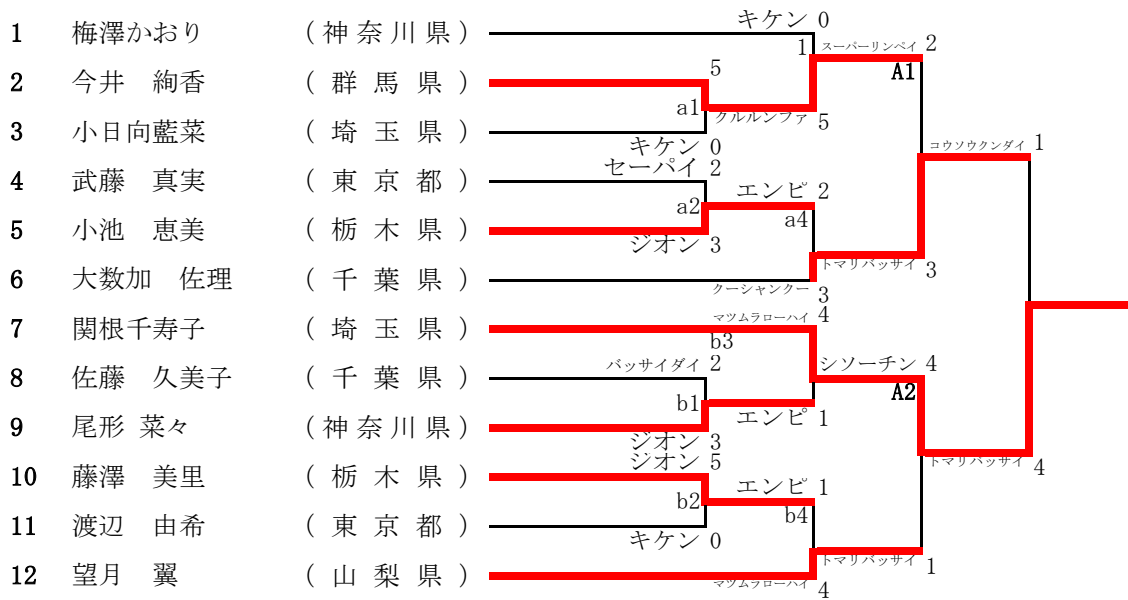 キケン 0
1 梅澤かおり (神奈川県)
1 スーパーリンペイ 2
5
A1
2 今井 絢香 (群馬県)
a1
クルルンファ 5
3 小日向藍菜 (埼玉県)
キケン 0
コウソウクンダイ 1
セーパイ 2
4 武藤 真実 (東京都)
エンピ 2
a2
a4
5 小池 恵美 (栃木県)
ジオン 3
トマリバッサイ 3
6 大数加 佐理 (千葉県)
クーシャンクー 3
マツムラローハイ 4
7 関根千寿子 (埼玉県)
b3
バッサイダイ 2
シソーチン 4
8 佐藤 久美子 (千葉県)
A2
b1
エンピ 1
9 尾形 菜々 (神奈川県)
ジオン 3
ジオン 5
トマリバッサイ 4
10 藤澤 美里 (栃木県)
エンピ 1
b2
b4
11 渡辺 由希 (東京都)
キケン 0
トマリバッサイ 1
12 望月 翼 (山梨県)
マツムラローハイ 4